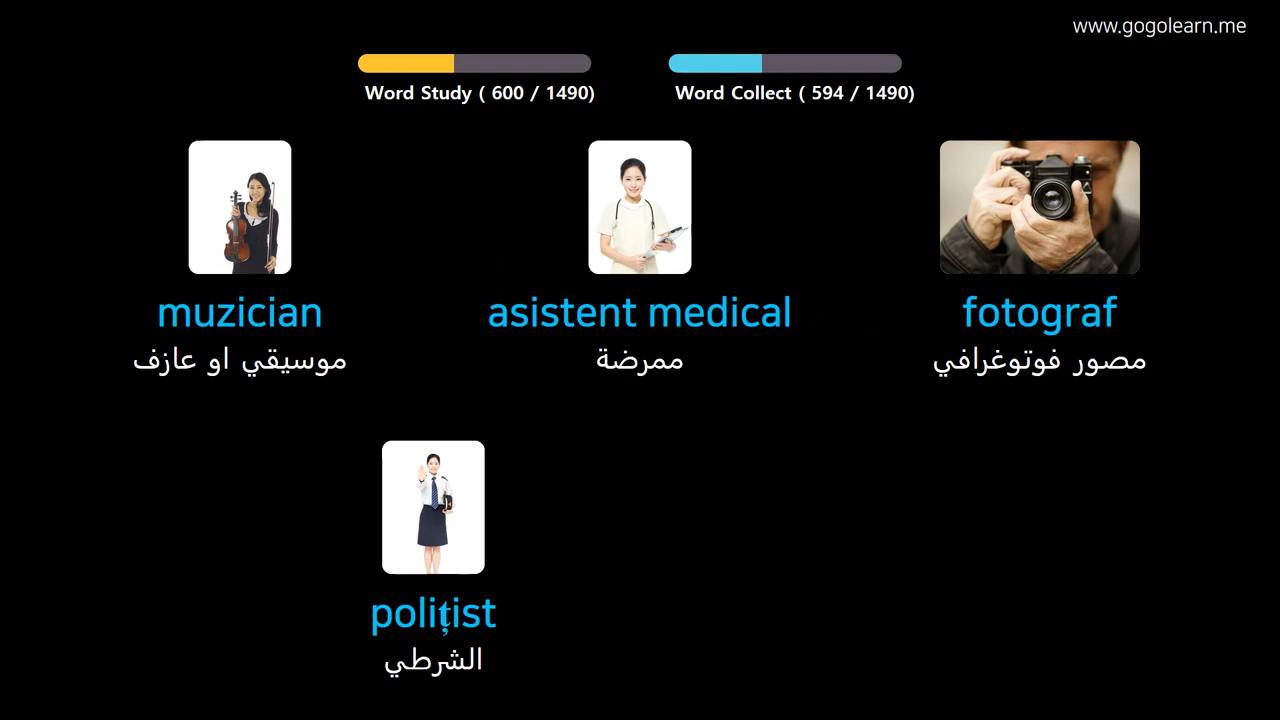 www.gogolearn.me
Word Study ( 600 / 1490)
Word Collect ( 594 / 1490)
muzician
موسيقي او عازف
asistent medical
ممرضة
fotograf
مصور فوتوغرافي
polițist
الشرطي